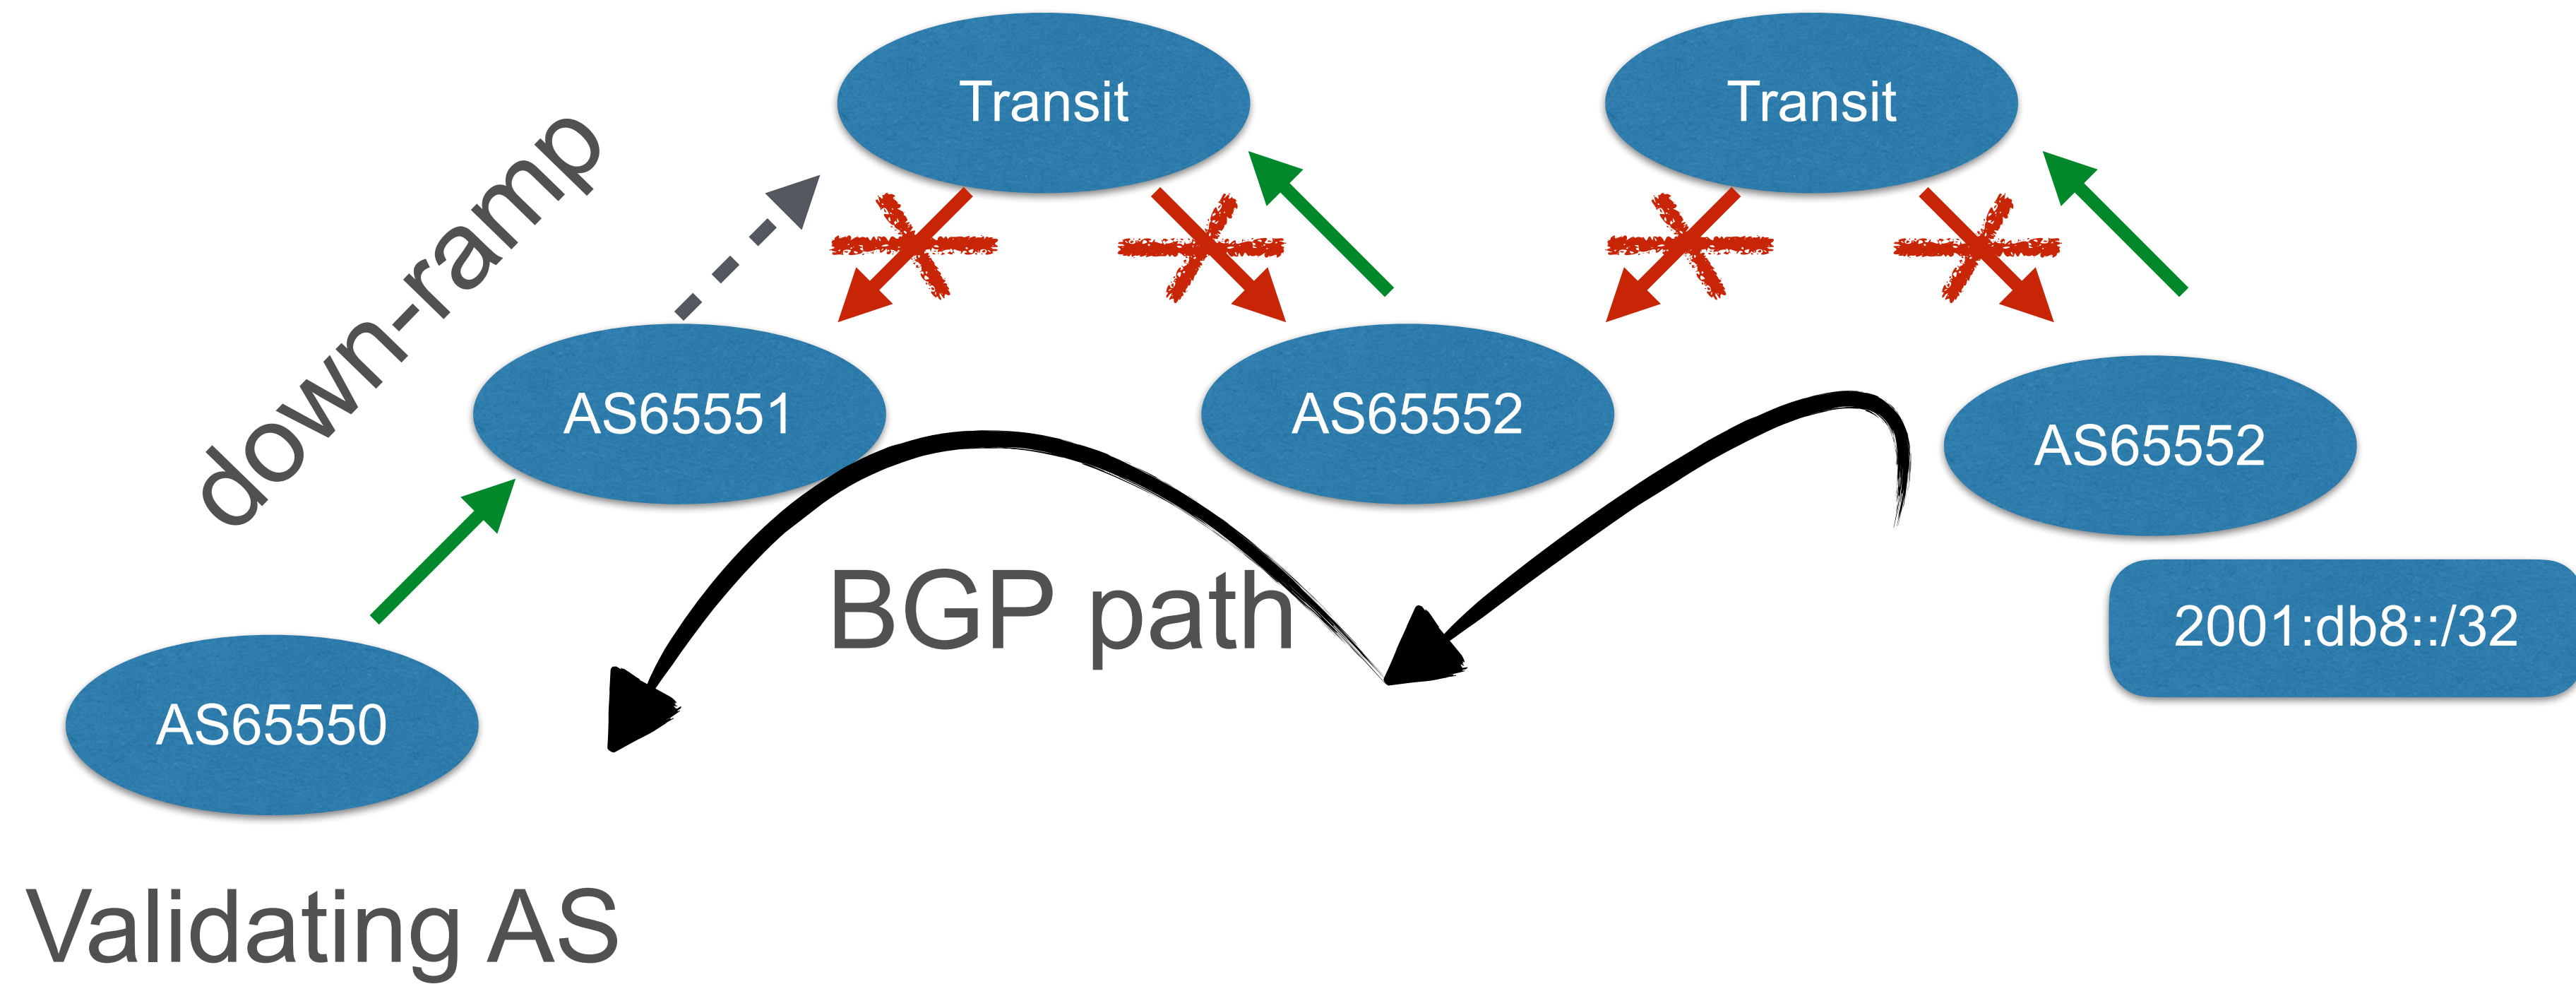 Transit
Transit
down-ramp
AS65551
AS65552
AS65552
BGP path
2001:db8::/32
AS65550
Validating AS